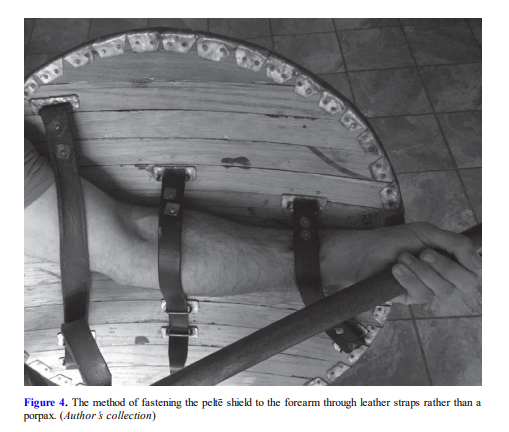 Figure 4. The method of fastening the peltē shield to the forearm through leather straps rather than a
porpax. (Author's collection)